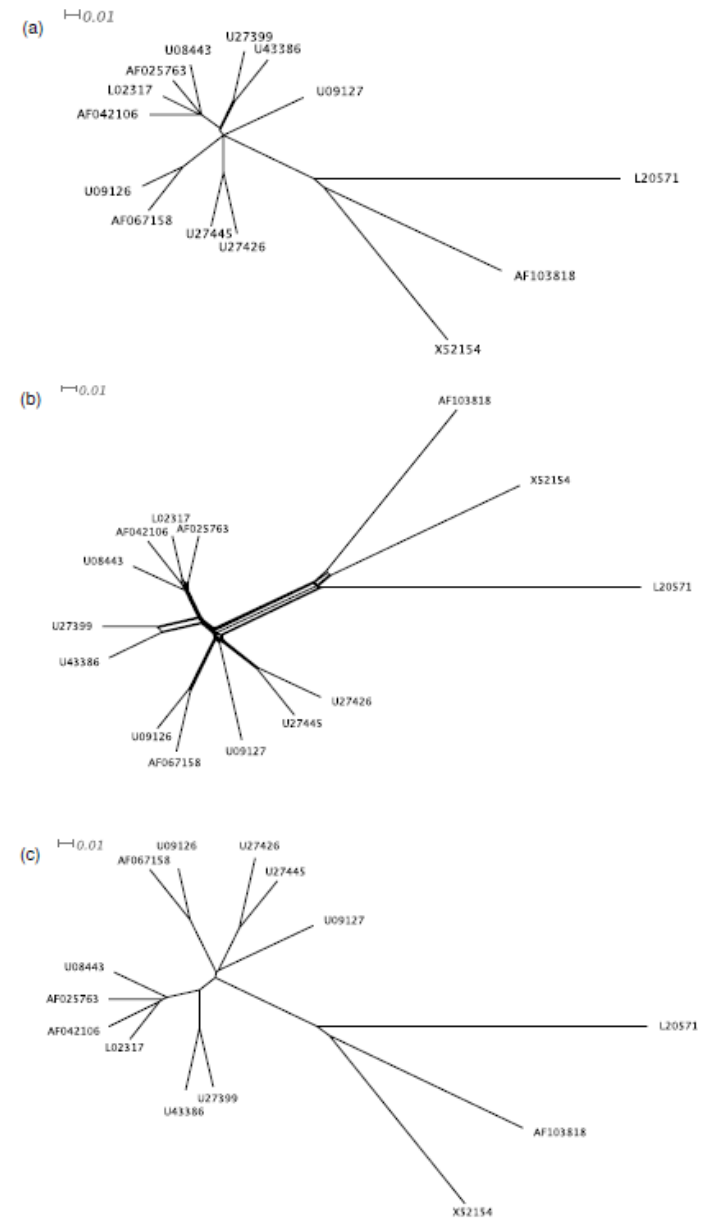 (a)
0.01
U27399
U08443
U43386
AF025763
L02317
U09127
AF042106
L20571
U09126
AF067158
U27445
U27426
AF103818
X52154
(b)
0.01
AF103818
X52154
L02317
AF042106 AF025763
U08443
L20571
U27399
U43386
U27426
U27445
U09126
U09127
AF067158
(c)
0.01
U09126
U27426
AF067158
U27445
U09127
U08443
AF025763
L20571
AF042106
L02317
U27399
U43386
AF103818
X52154